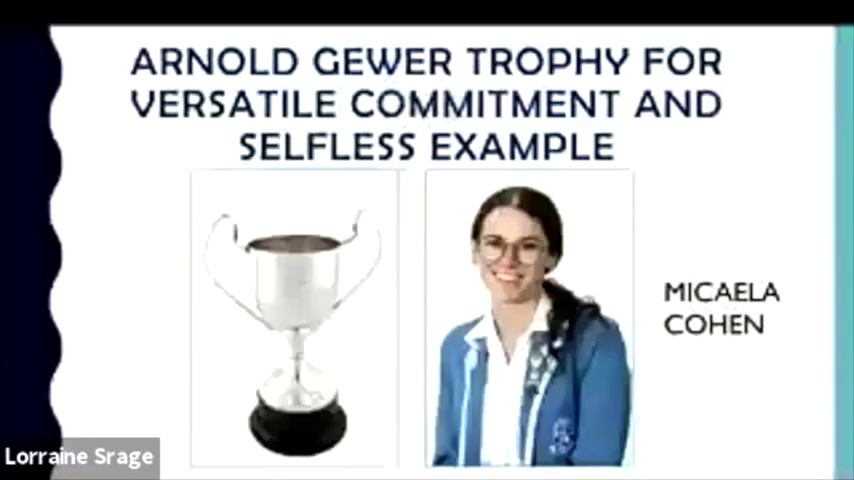 ARNOLD GEWER TROPHY FOR
VERSATILE COMMITMENT AND
SELFLESS EXAMPLE
MICAELA
COHEN
Lorraine Srage